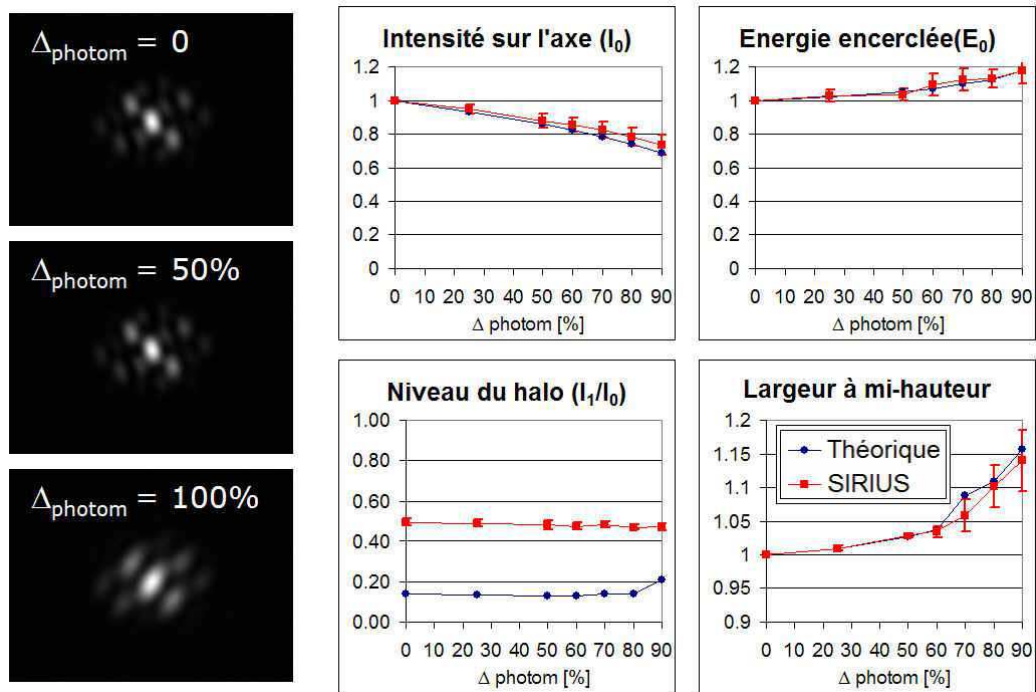 Δphotom = 0
Δphotom = 50%
Δphotom = 100%
Intensité sur l'axe (I0)
1.2
1
0.8
0.6
0.4
0.2
0
0 10 20 30 40 50 60 70 80 90
Δ photom [%]
Energie encerclée(E0)
1.2
1
0.8
0.6
0.4
0.2
0
0 10 20 30 40 50 60 70 80 90
Δ photom [%]
Niveau du halo (I1/I0)
1.00
0.80
0.60
0.40
0.20
0.00
0 10 20 30 40 50 60 70 80 90
Δ photom [%]
Largeur à mi-hauteur
1.2
1.15
1.1
1.05
1
0.95
0.9
Théorique
SIRIUS
0 10 20 30 40 50 60 70 80 90
Δ photom [%]